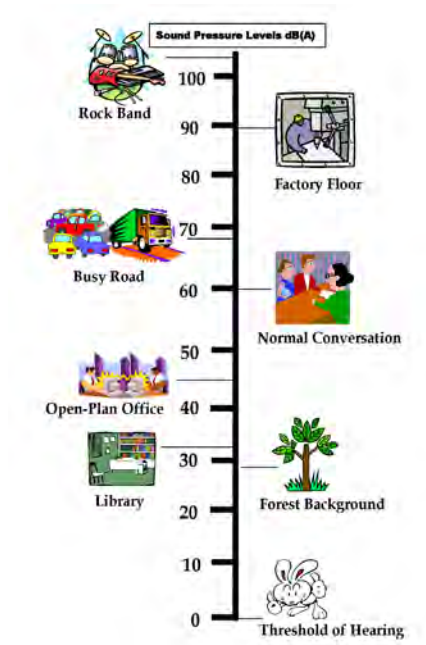 Sound Pressure Levels dB(A)
100
Rock Band
90
Factory Floor
80
70
Busy Road
60
Normal Conversation
50
Open-Plan Office
40
30
Library
Forest Background
20
10
0
Threshold of Hearing